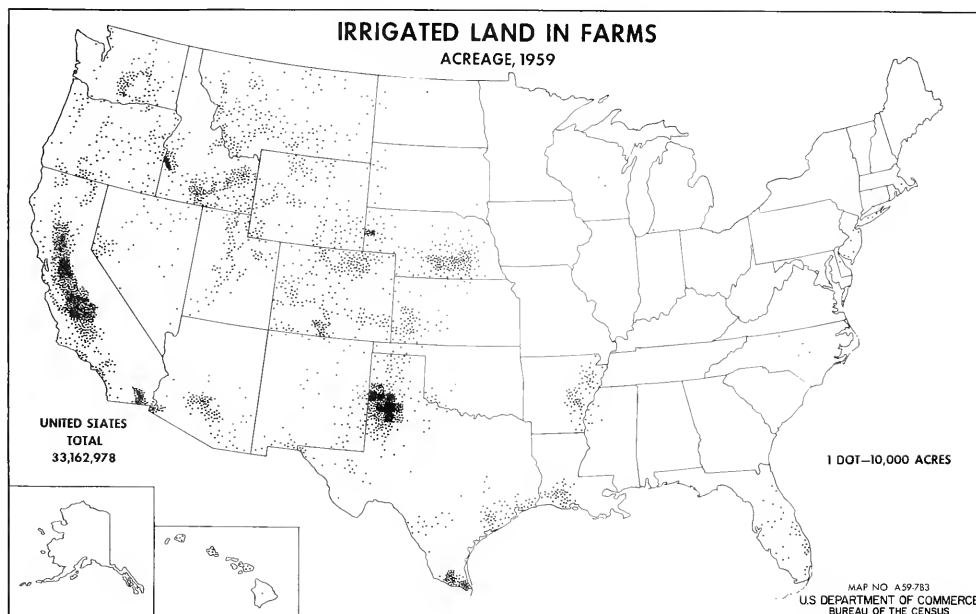 IRRIGATED LAND IN FARMS
ACREAGE, 1959
UNITED STATES
TOTAL
33,162,978
1 DOT—10,000 ACRES
MAP NO A59-7B3
U.S DEPARTMENT OF COMMERCE
BUREAU OF THE CENSUS